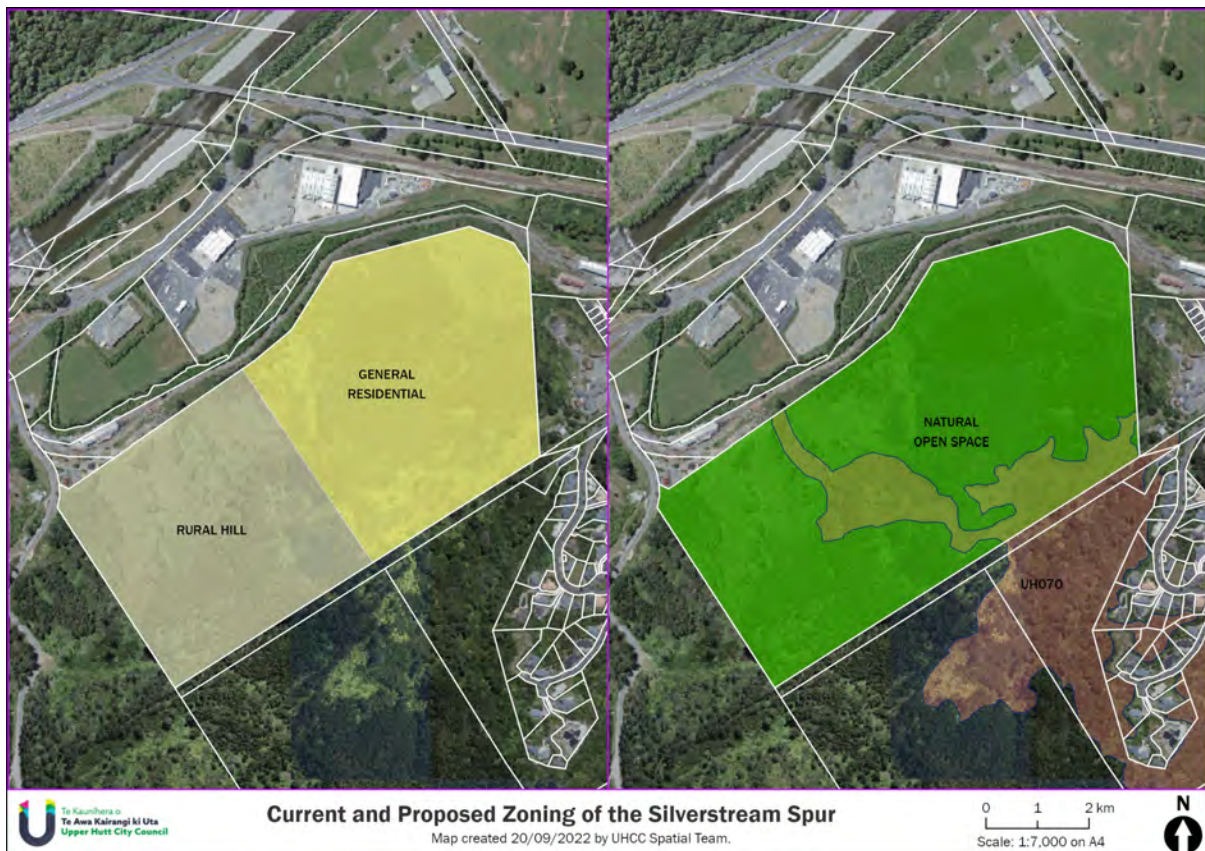 GENERAL
RESIDENTIAL
RURAL HILL
NATURAL
OPEN SPACE
UH070
Te Kaunihera o
Te Awa Kairangi ki Uta
Upper Hutt City Council
Current and Proposed Zoning of the Silverstream Spur
Map created 20/09/2022 by UHCC Spatial Team.
0 1 2 km
Scale: 1:7,000 on A4
N